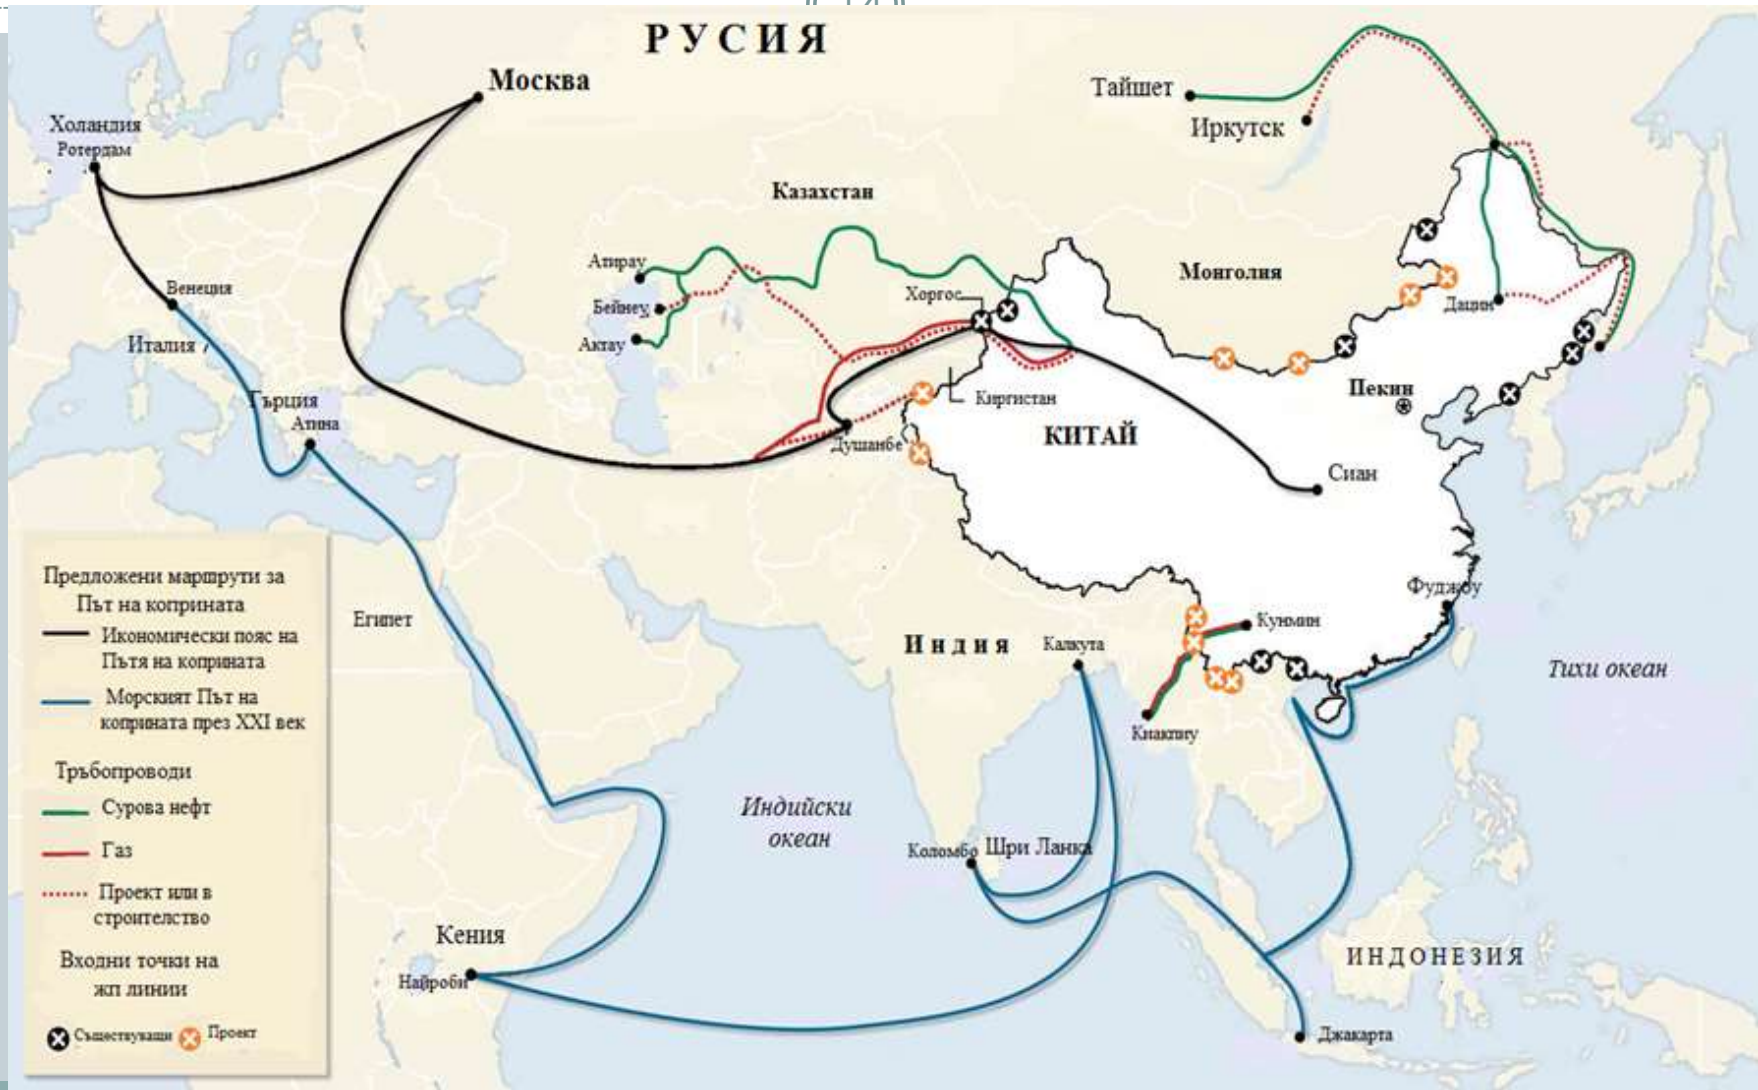 РУСИЯ
Москва
Тайшет
Иркутск
Холандия
Ротердам
Казахстан
Атирау
Бейнеу
Актау
Хоргос
Монголия
Дацин
Венеция
Италия
Гърция
Атина
Киргистан
Пекин
КИТАЙ
Душанбе
Сиан
Фуджоу
Египет
Индия
Калкута
Кунмин
Киакпиу
Тихи океан
Индийски
океан
Коломбо
Шри Ланка
Кения
Найроби
ИНДОНЕЗИЯ
Джакарта
Предложени маршрути за
Път на коприната
Икономически пояс на
Пътя на коприната
Морският Път на
коприната през XXI век
Тръбопроводи
Сурова нефт
Газ
Проект или в
строителство
Входни точки на
жп линии
Съществуващи
Проект